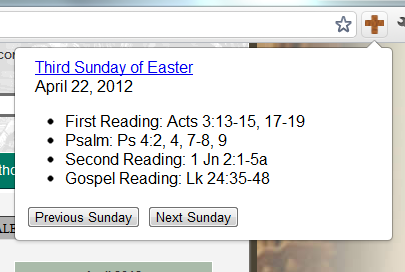 Third Sunday of Easter
April 22, 2012
First Reading: Acts 3:13-15, 17-19
Psalm: Ps 4:2, 4, 7-8, 9
Second Reading: 1 Jn 2:1-5a
Gospel Reading: Lk 24:35-48
Previous Sunday Next Sunday